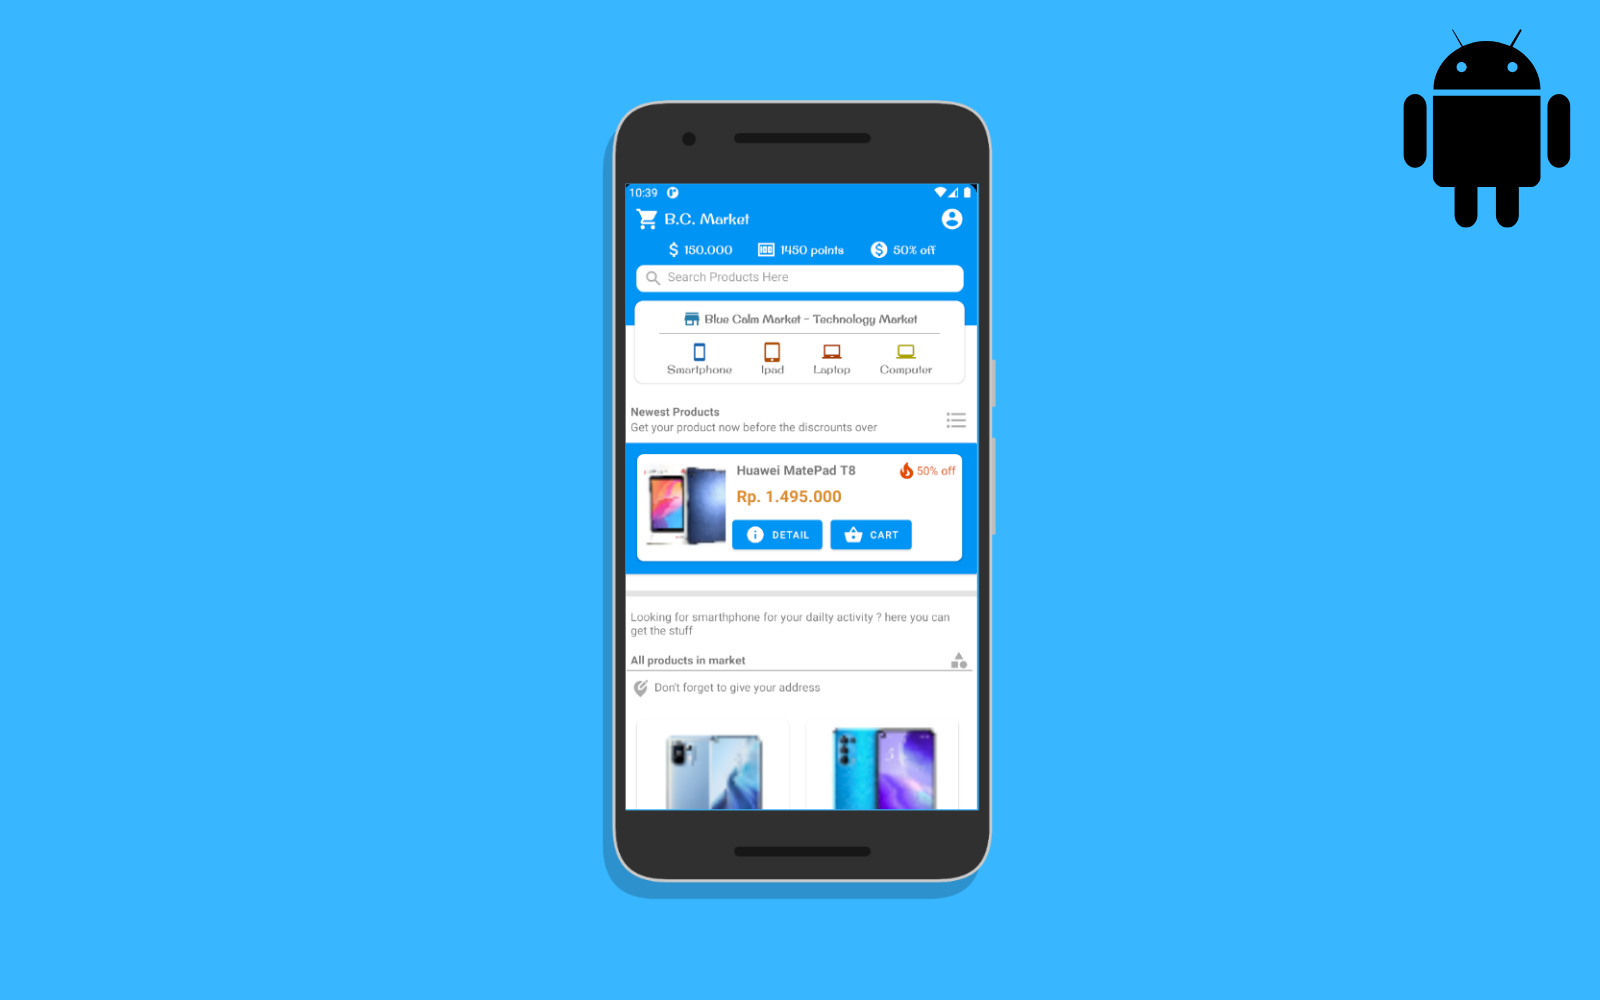 10:39
B.C. Market
150.000 1450 points 50% off
Search Products Here
Blue Calm Market - Technology Market
Smartphone Ipad Laptop Computer
Newest Products
Get your product now before the discrounts over
Huawei MatePad T8 50% off
Rp. 1.495.000
DETAIL CART
Looking for smarthphone for your dailty activity ? here you can
get the stuff
All products in market
Don't forget to give your address